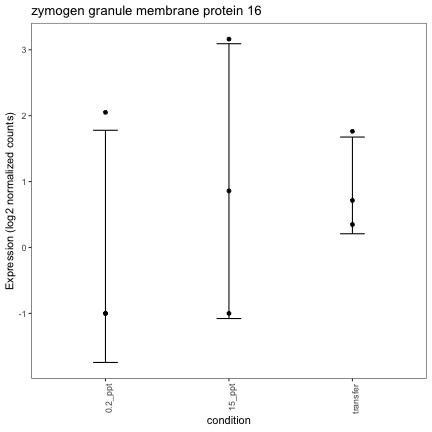 zymogen granule membrane protein 16
Expression (log2 normalized counts)
3
2
1
0
-1
0.2_ppt
15_ppt
transfer
condition